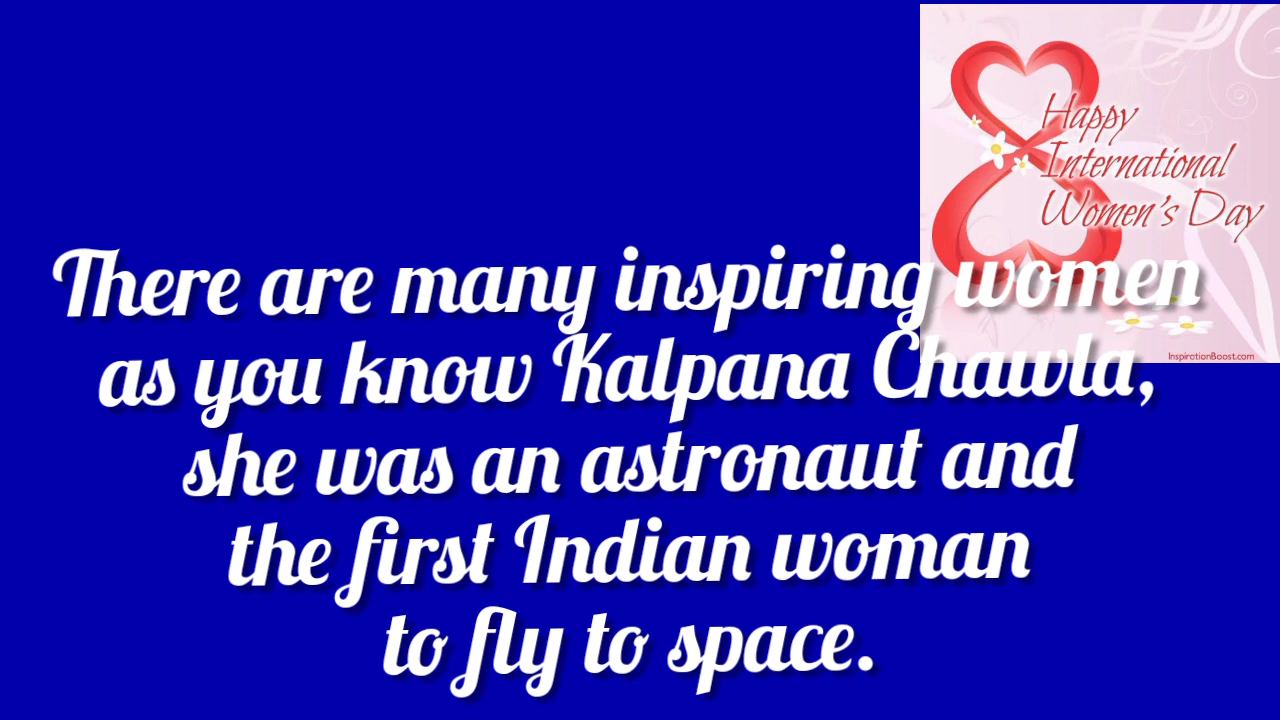 Happy
International
Women's Day
InspirationBoost.com
There are many inspiring women
as you know Kalpana Chawla,
she was an astronaut and
the first Indian woman
to fly to space.